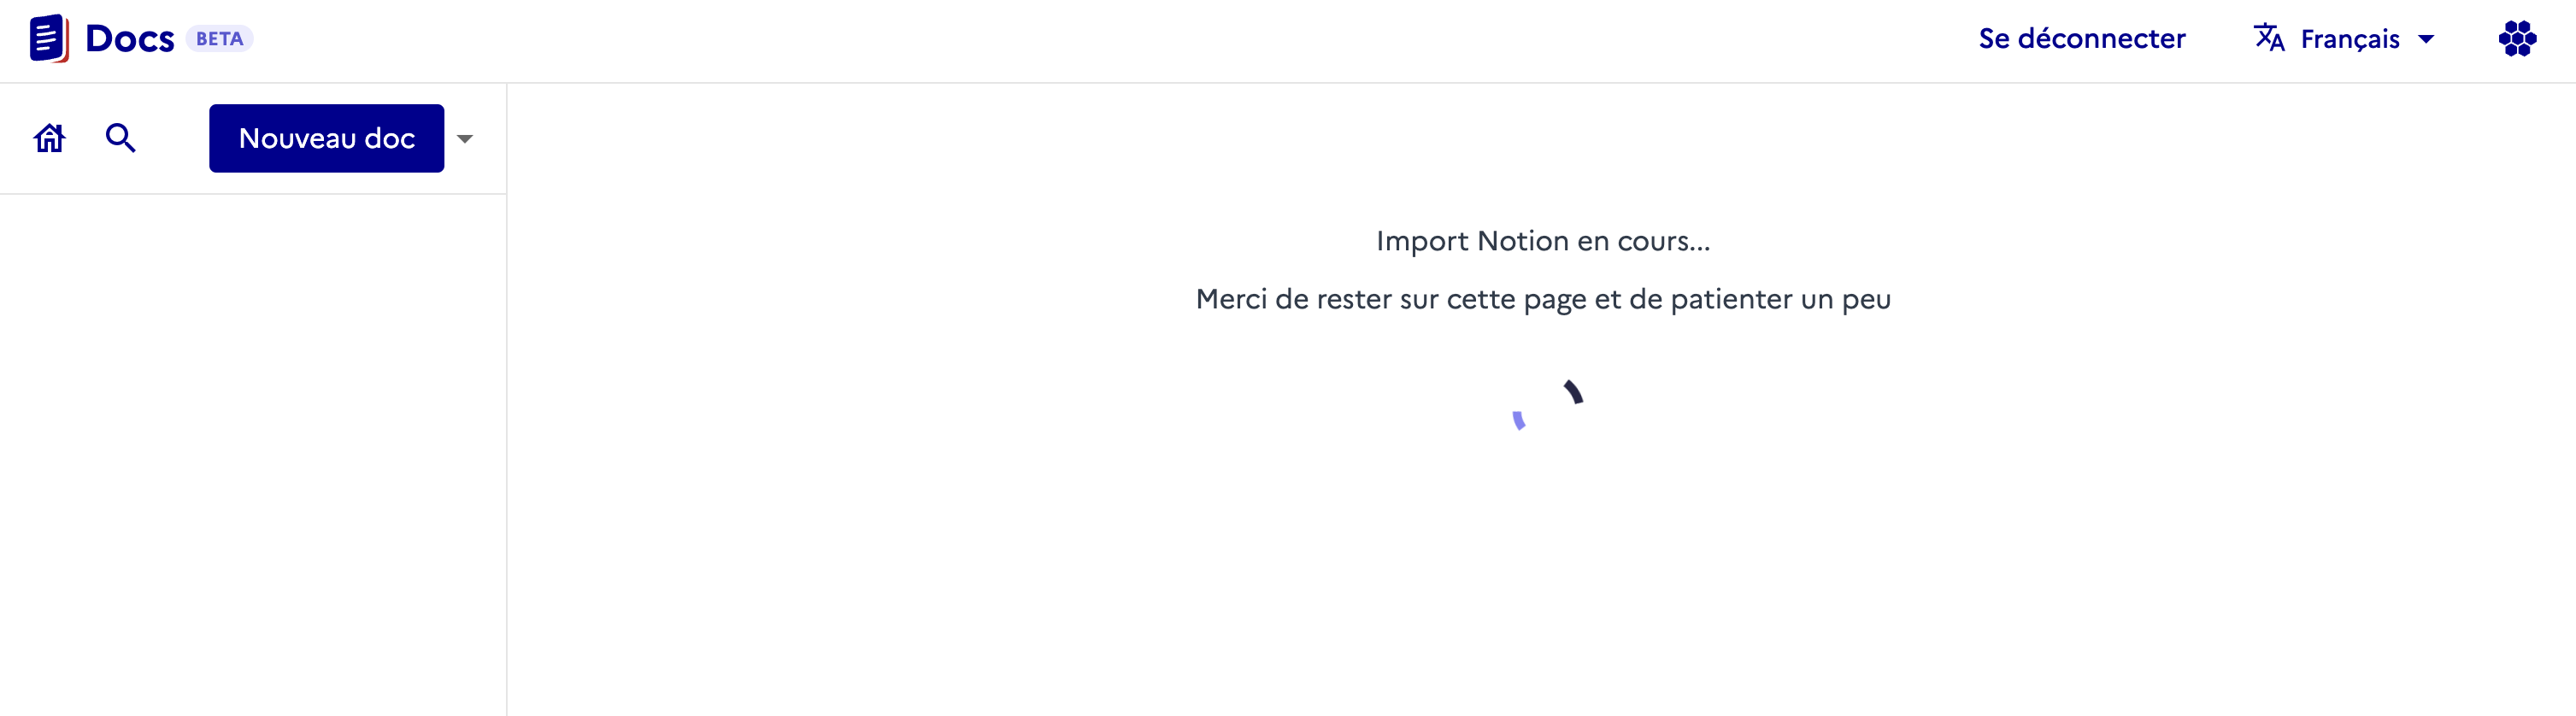 Docs BETA
Se déconnecter
Français
Nouveau doc
Import Notion en cours...
Merci de rester sur cette page et de patienter un peu